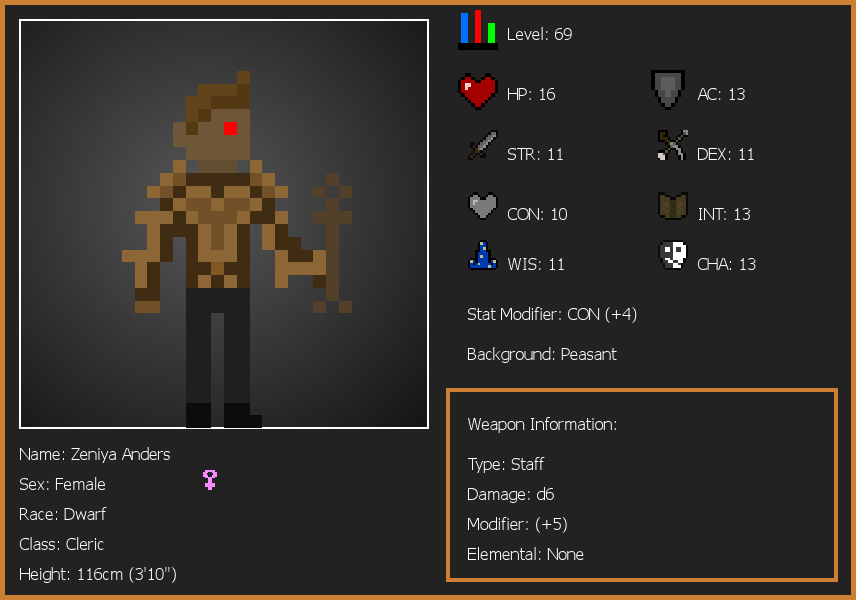 Level: 69
HP: 16
AC: 13
STR: 11
DEX: 11
CON: 10
INT: 13
WIS: 11
CHA: 13
Stat Modifier: CON (+4)
Background: Peasant
Weapon Information:
Type: Staff
Damage: d6
Modifier: (+5)
Elemental: None
Name: Zeniya Anders
Sex: Female
Race: Dwarf
Class: Cleric
Height: 116cm (3'10")